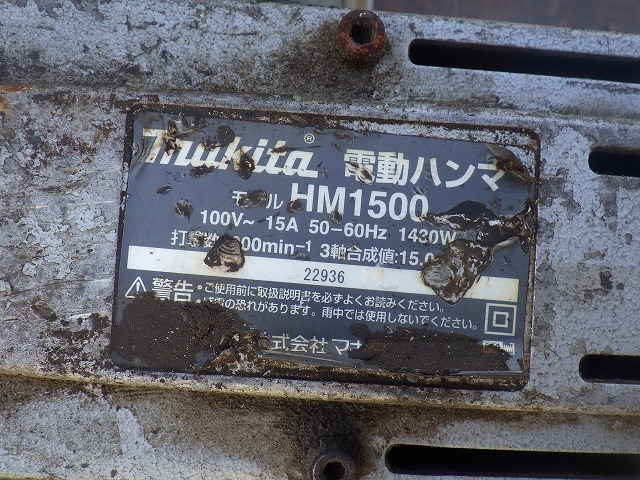 makita® 電動ハンマ
モデル HM1500
100V~ 15A 50-60Hz 1430W
打撃数 00min⁻¹ 3軸合成値:15.0
22936
⚠警告・ご使用前に取扱説明書を必ずよくお読みください。
の恐れがあります。雨中では使用しないでください。
式会社マ